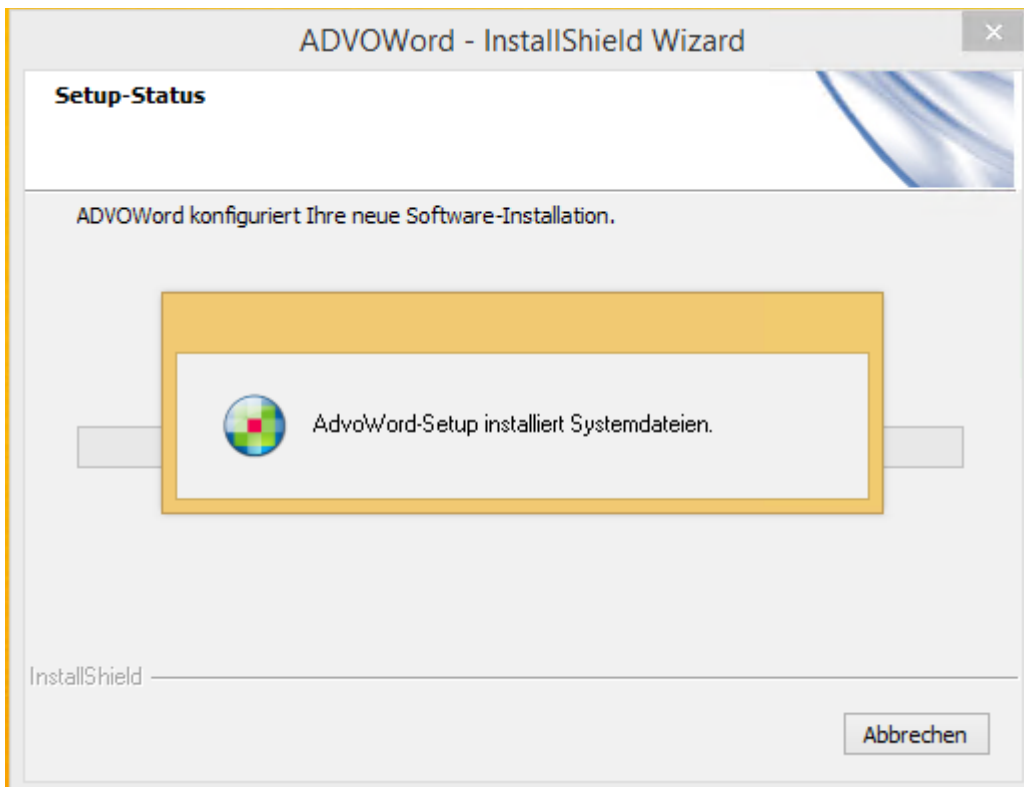 ADVOWord - InstallShield Wizard
Setup-Status
ADVOWord konfiguriert Ihre neue Software-Installation.
AdvoWord-Setup installiert Systemdateien.
InstallShield
Abbrechen